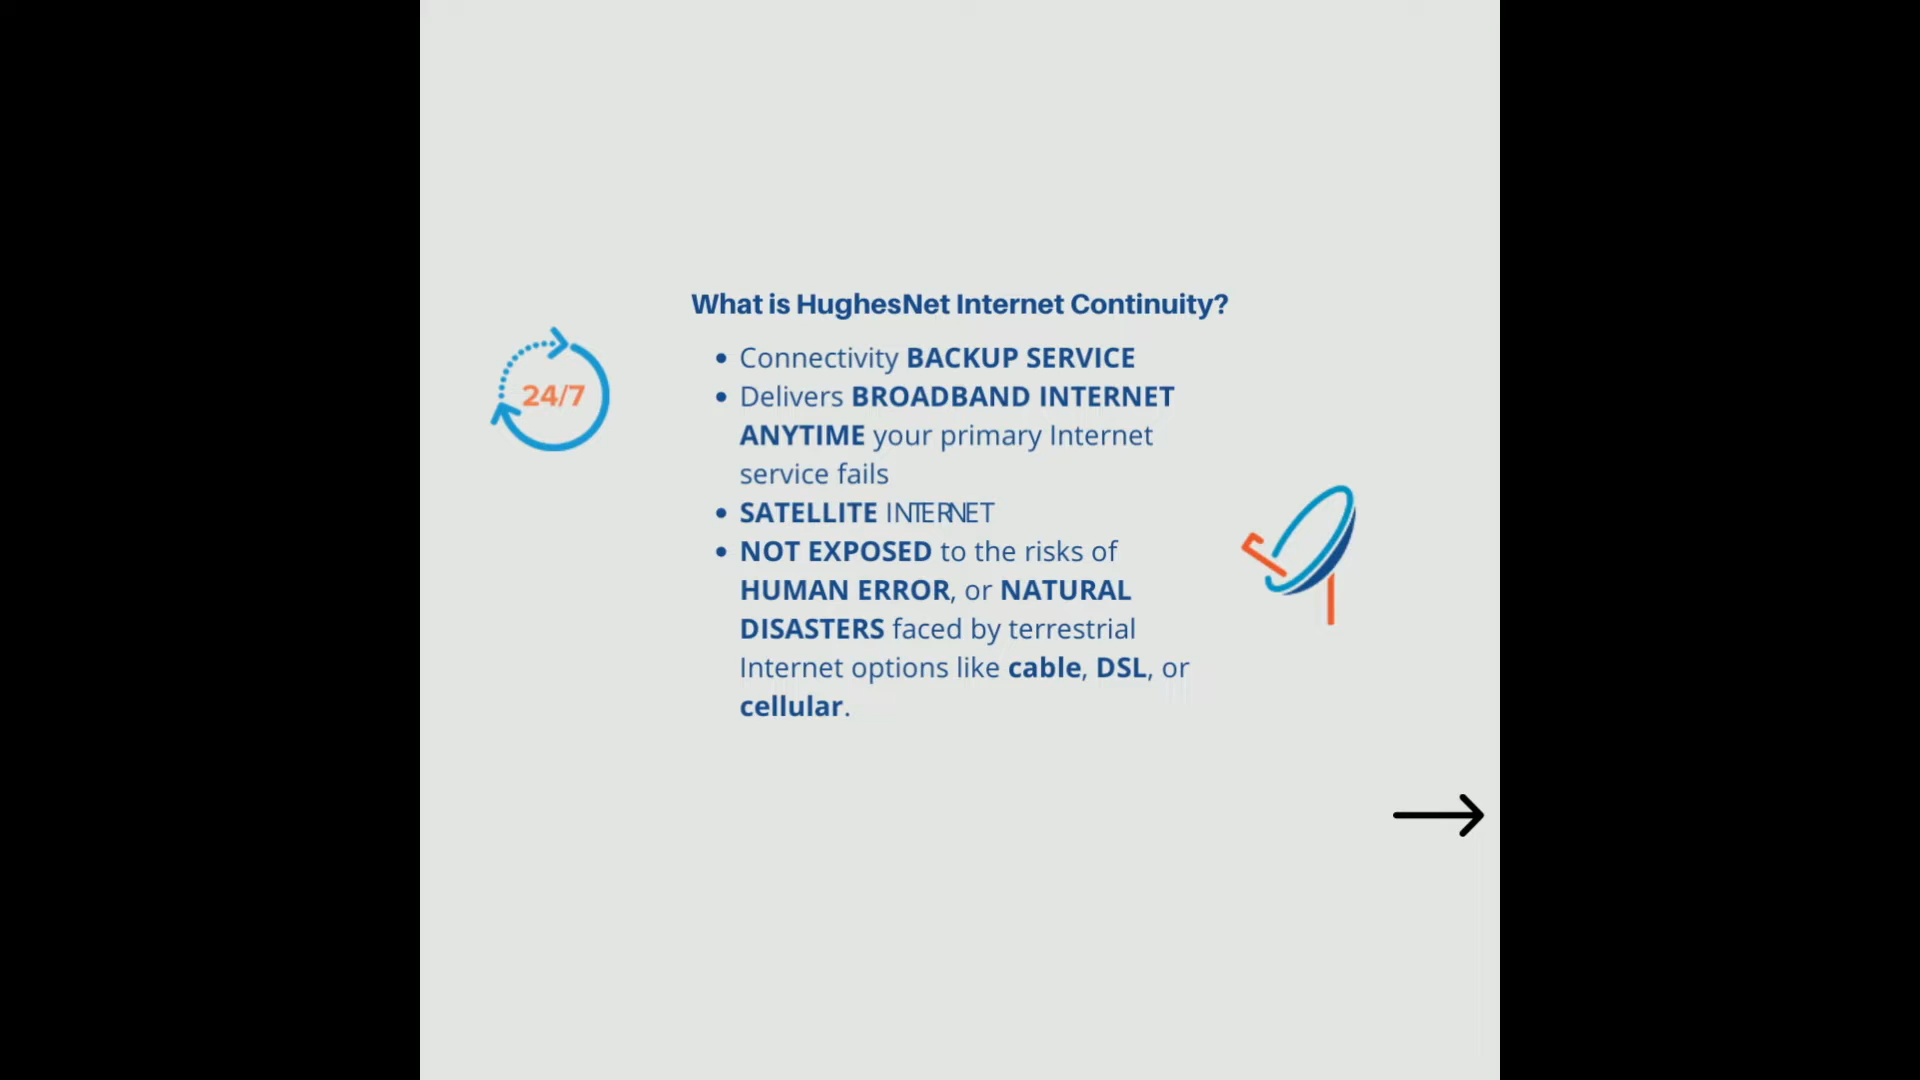 What is HughesNet Internet Continuity?
24/7
• Connectivity BACKUP SERVICE
• Delivers BROADBAND INTERNET
ANYTIME your primary Internet
service fails
• SATELLITE INTERNET
• NOT EXPOSED to the risks of
HUMAN ERROR, or NATURAL
DISASTERS faced by terrestrial
Internet options like cable, DSL, or
cellular.